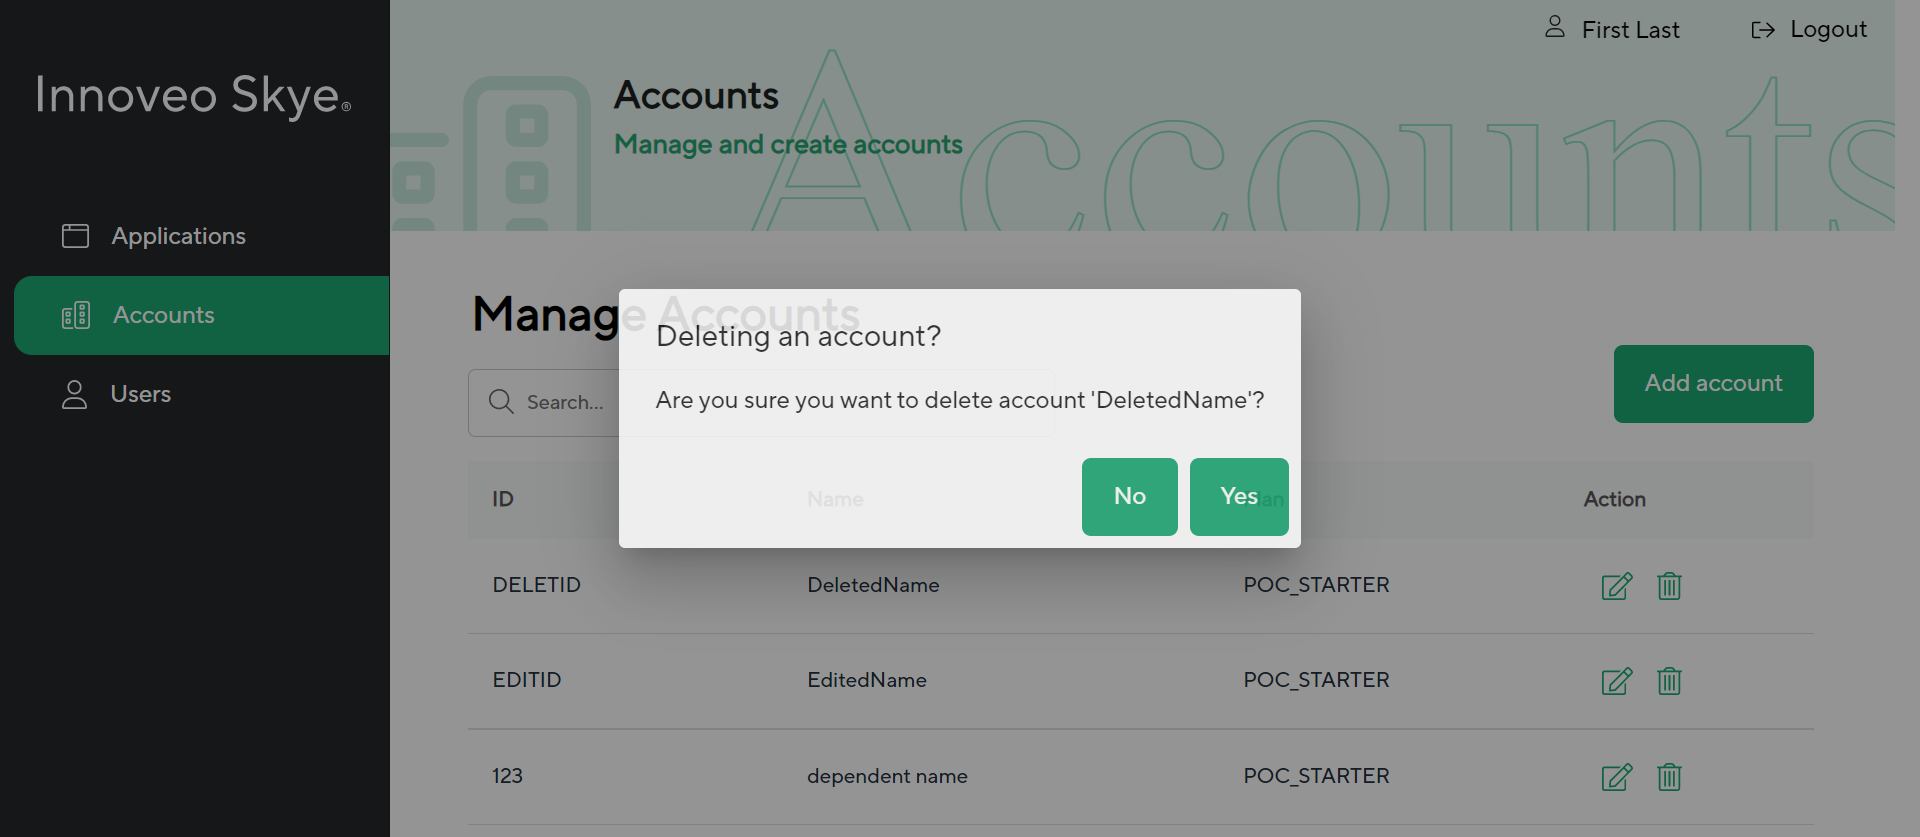 Innoveo Skye®
Applications
Accounts
Users
First Last
Logout
Accounts
Manage and create accounts
Accounts
Manage Accounts
Search...
Add account
Deleting an account?
Are you sure you want to delete account 'DeletedName'?
No
Yes
ID
Name
Action
DELETID
DeletedName
POC_STARTER
EDITID
EditedName
POC_STARTER
123
dependent name
POC_STARTER